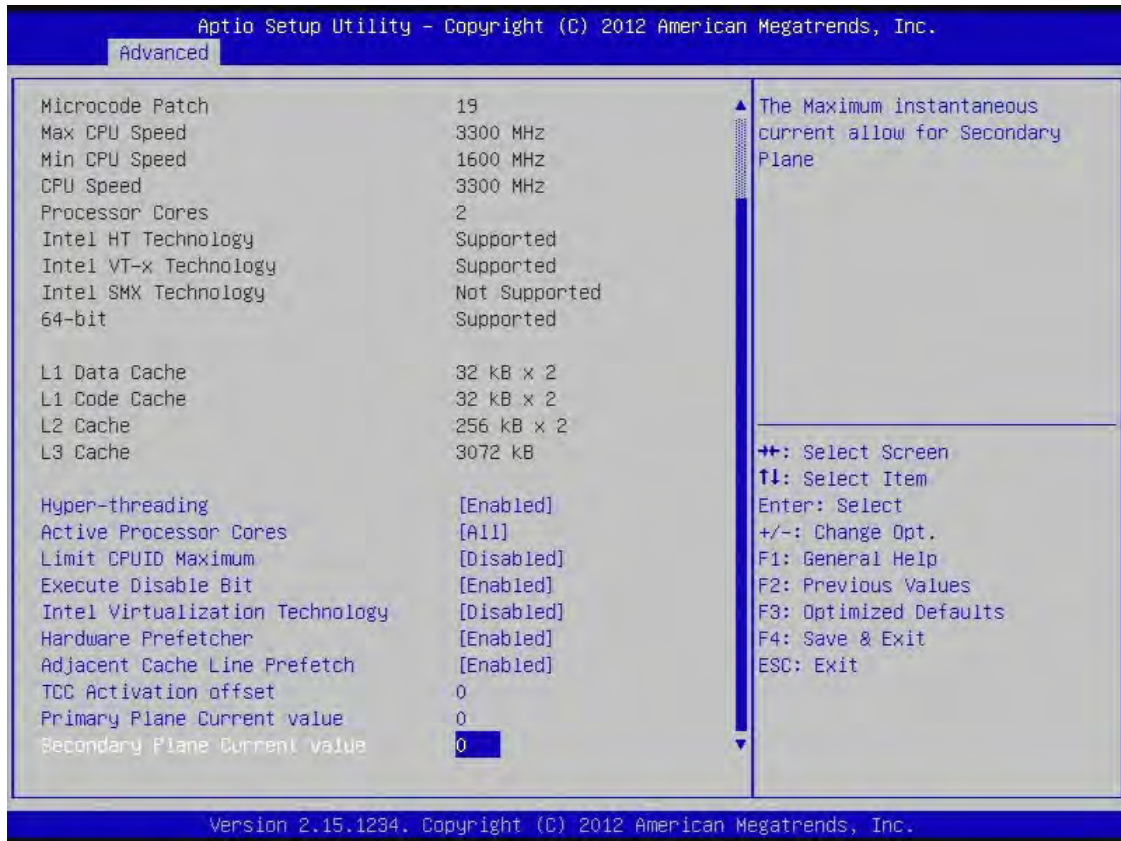 Aptio Setup Utility – Copyright (C) 2012 American Megatrends, Inc.
Advanced
Microcode Patch 19
Max CPU Speed 3300 MHz
Min CPU Speed 1600 MHz
CPU Speed 3300 MHz
Processor Cores 2
Intel HT Technology Supported
Intel VT-x Technology Supported
Intel SMX Technology Not Supported
64-bit Supported
L1 Data Cache 32 kB x 2
L1 Code Cache 32 kB x 2
L2 Cache 256 kB x 2
L3 Cache 3072 kB
Hyper-threading [Enabled]
Active Processor Cores [All]
Limit CPUID Maximum [Disabled]
Execute Disable Bit [Enabled]
Intel Virtualization Technology [Disabled]
Hardware Prefetcher [Enabled]
Adjacent Cache Line Prefetch [Enabled]
TCC Activation offset 0
Primary Plane Current value 0
Secondary Plane Current value 0
The Maximum instantaneous
current allow for Secondary
Plane
→←: Select Screen
↑↓: Select Item
Enter: Select
+/-: Change Opt.
F1: General Help
F2: Previous Values
F3: Optimized Defaults
F4: Save & Exit
ESC: Exit
Version 2.15.1234. Copyright (C) 2012 American Megatrends, Inc.